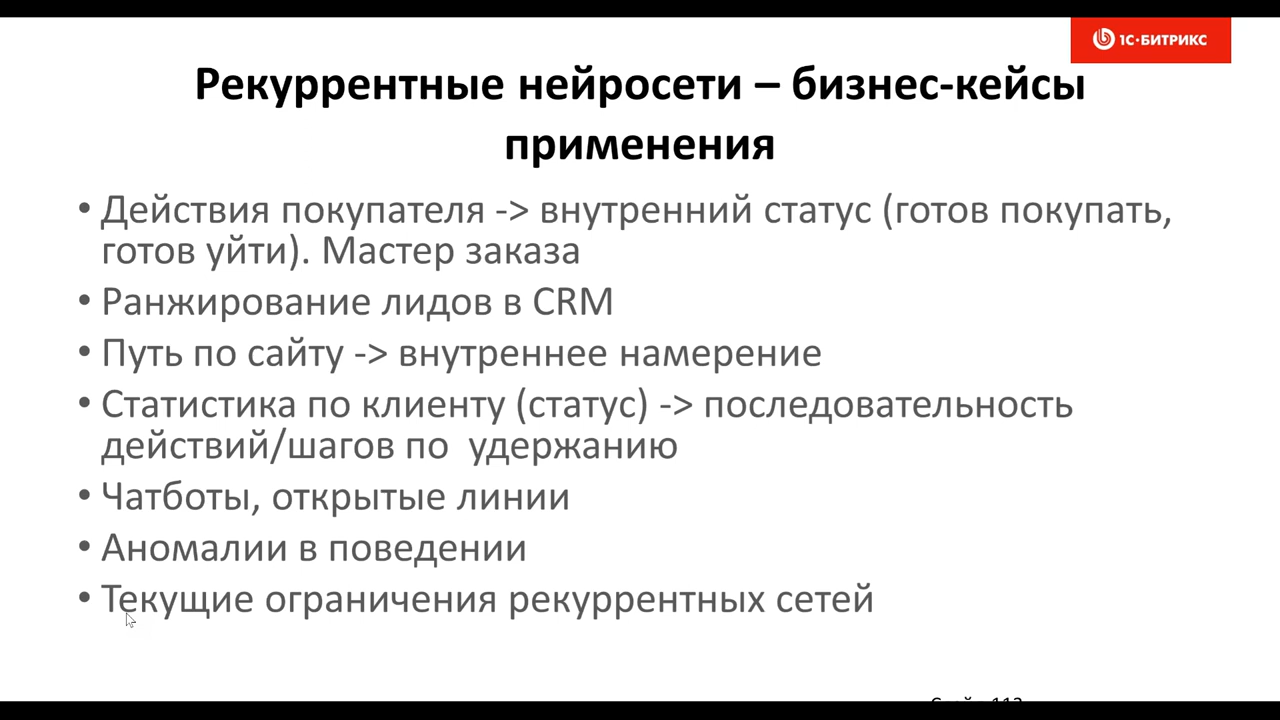 1С-БИТРИКС
Рекуррентные нейросети – бизнес-кейсы
применения
• Действия покупателя -> внутренний статус (готов покупать,
готов уйти). Мастер заказа
• Ранжирование лидов в CRM
• Путь по сайту -> внутреннее намерение
• Статистика по клиенту (статус) -> последовательность
действий/шагов по  удержанию
• Чатботы, открытые линии
• Аномалии в поведении
• Текущие ограничения рекуррентных сетей